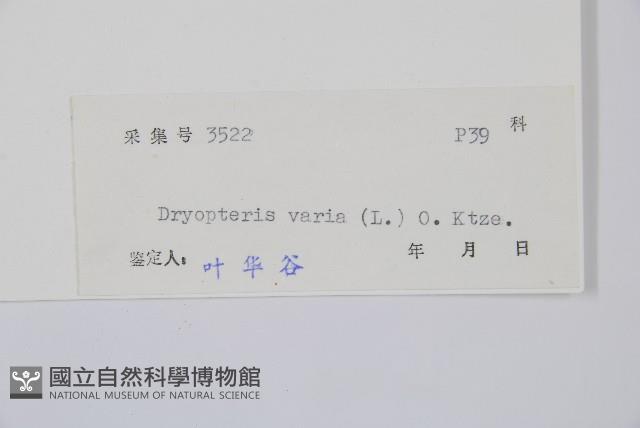 采集号 3522 P39 科
Dryopteris varia (L.) O. Ktze.
鉴定人: 叶华谷 年 月 日
國立自然科學博物館
NATIONAL MUSEUM OF NATURAL SCIENCE